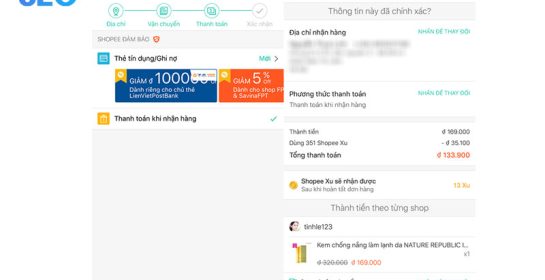 Địa chỉ
Vận chuyển
Thanh toán
Xác nhận
SHOPEE ĐẢM BẢO
Thẻ tín dụng/Ghi nợ
Mới
GIẢM đ
Dành riêng cho chủ thẻ
LienVietPostBank
GIẢM 5 % Off
Dành cho shop FP
& SavinaFPT
Thanh toán khi nhận hàng
Thông tin này đã chính xác?
Địa chỉ nhận hàng
NHẤN ĐỂ THAY ĐỔI
Phương thức thanh toán
NHẤN ĐỂ THAY ĐỔI
Thanh toán khi nhận hàng
Thành tiền
₫ 169.000
Dùng 351 Shopee Xu
- ₫ 35.100
Tổng thanh toán
₫ 133.900
Shopee Xu sẽ nhận được
13 Xu
Sau khi hoàn tất đơn hàng
Thành tiền theo từng shop
tinhle123
Kem chống nắng làm lạnh da NATURE REPUBLIC I...
x1
₫ 320.000 ₫ 169.000